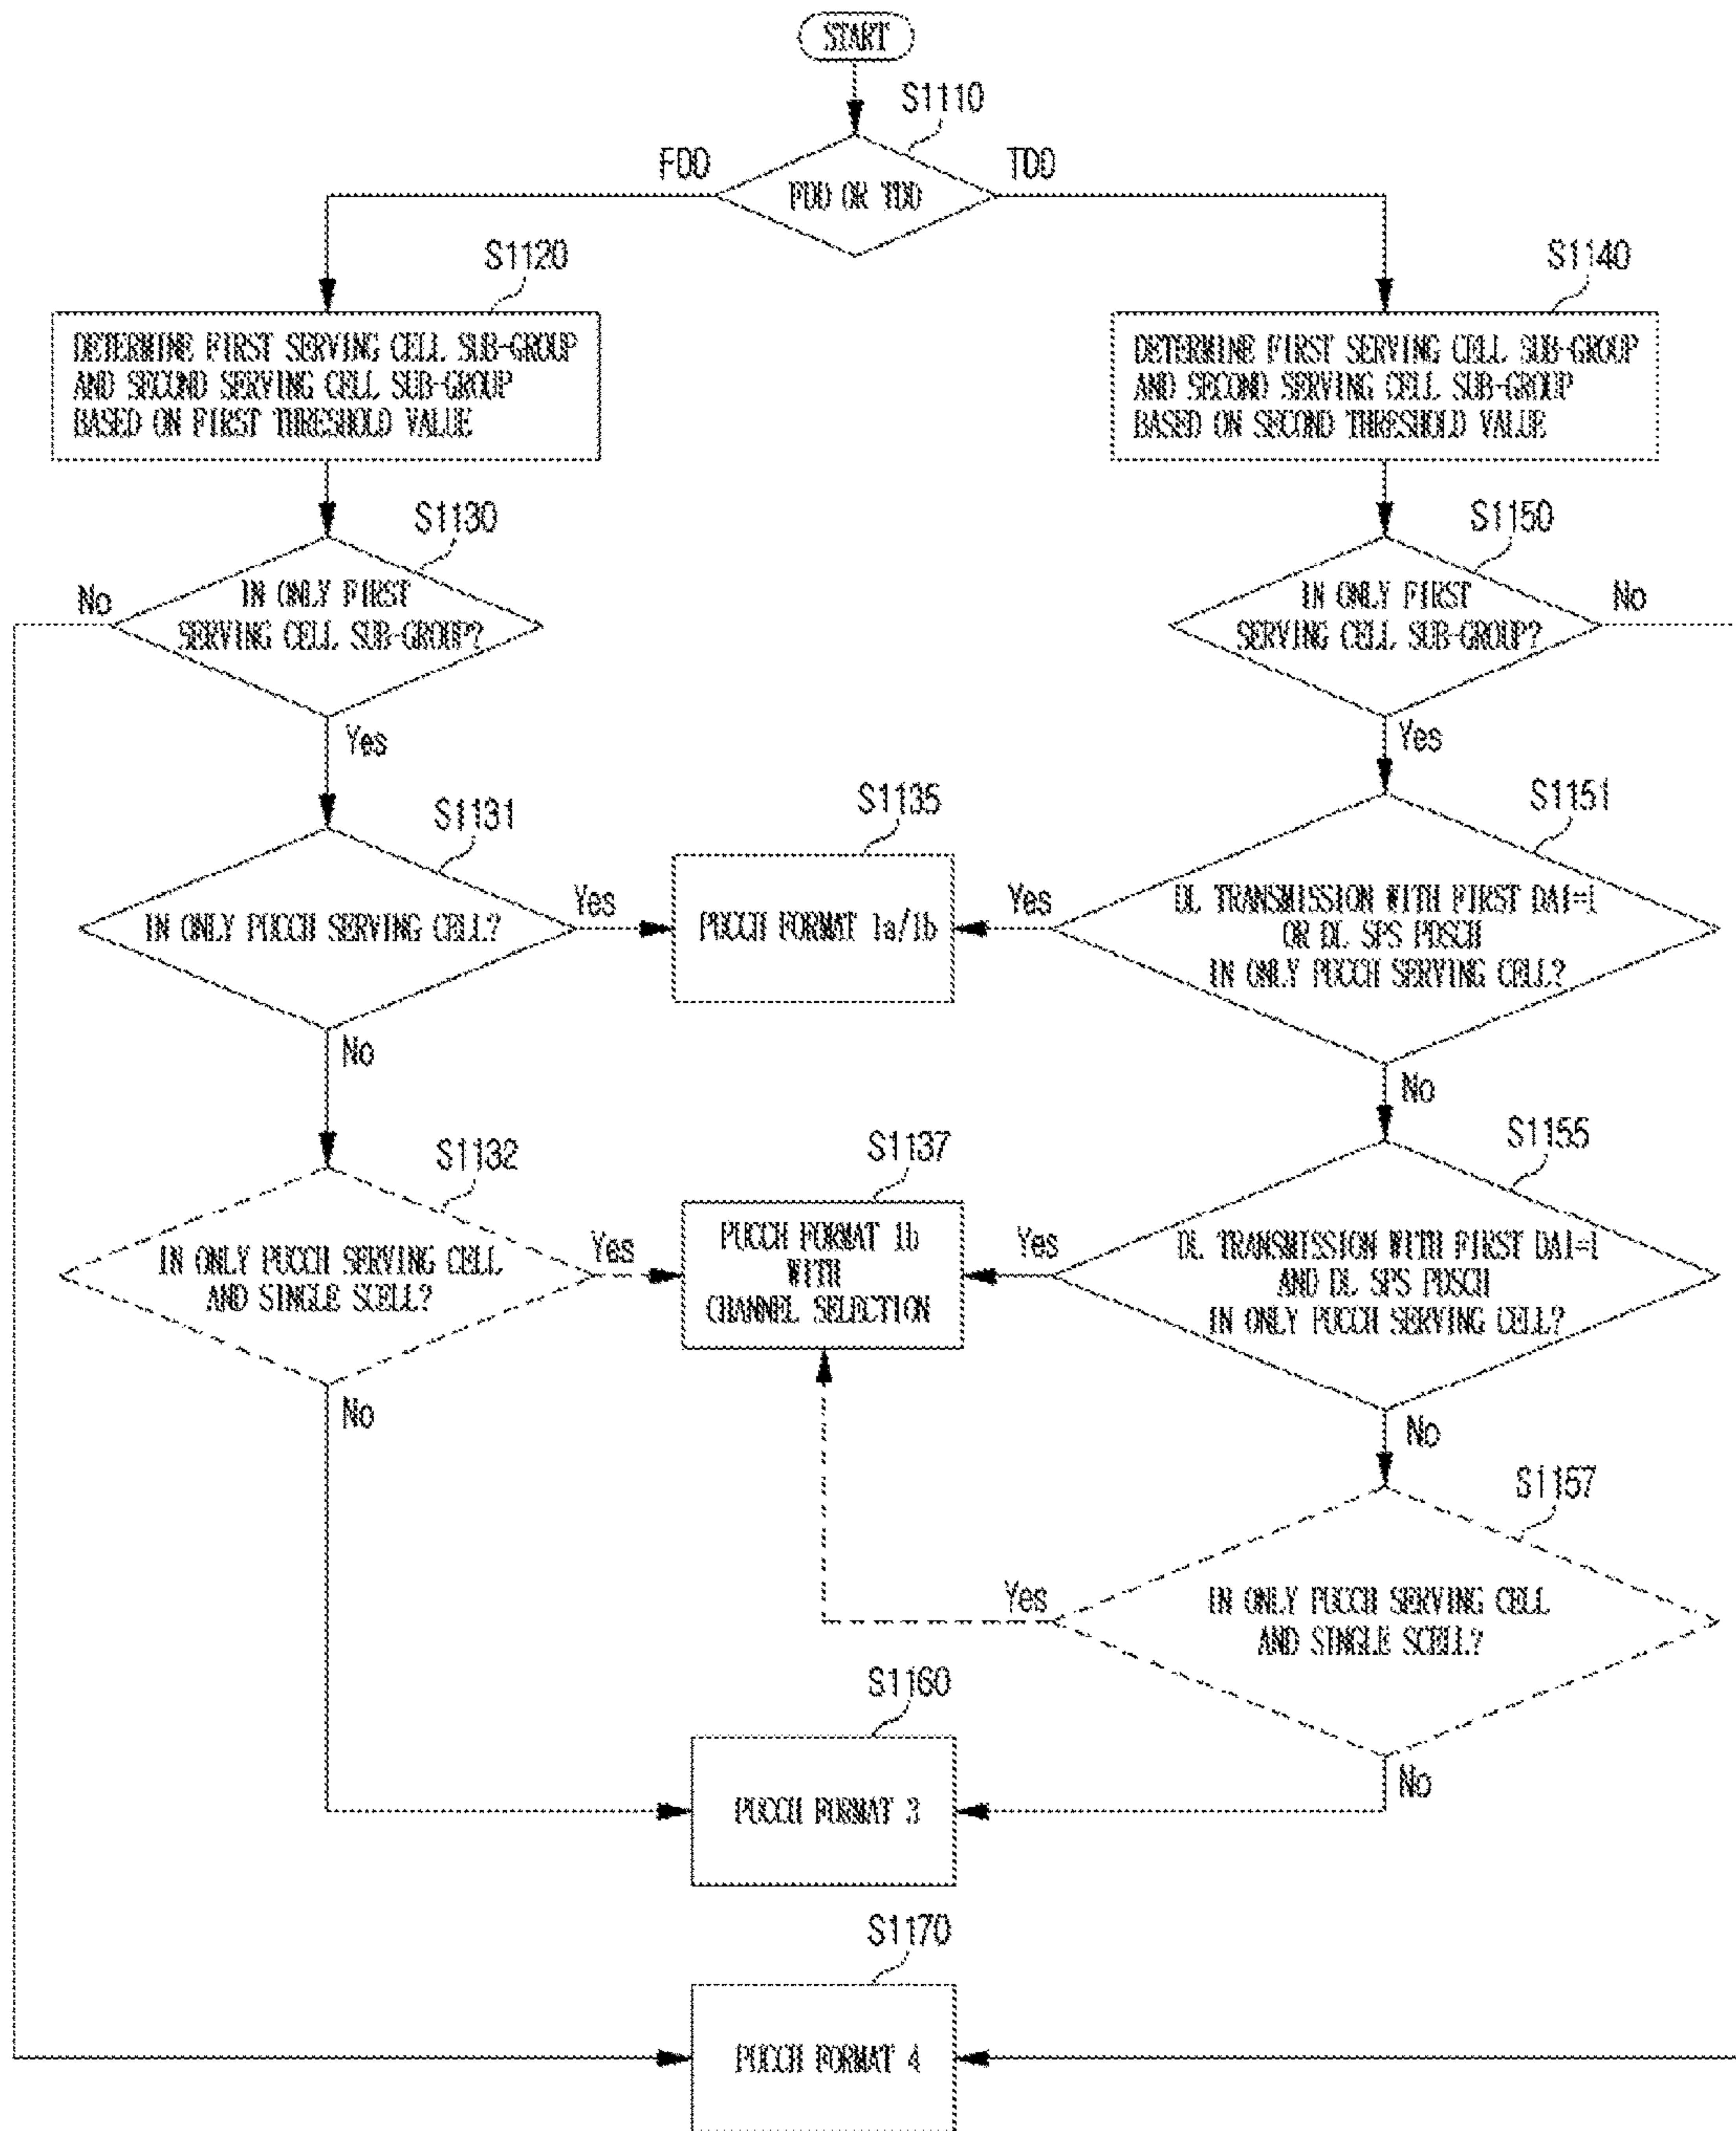 START
S1110
FDD
TDD
FDD OR TDD
S1120
DETERMINE FIRST SERVING CELL SUB-GROUP
AND SECOND SERVING CELL SUB-GROUP
BASED ON FIRST THRESHOLD VALUE
S1140
DETERMINE FIRST SERVING CELL SUB-GROUP
AND SECOND SERVING CELL SUB-GROUP
BASED ON SECOND THRESHOLD VALUE
S1130
No
IN ONLY FIRST
SERVING CELL SUB-GROUP?
Yes
S1150
IN ONLY FIRST
SERVING CELL SUB-GROUP?
No
Yes
S1131
IN ONLY PUCCH SERVING CELL?
Yes
No
S1135
PUCCH FORMAT 1a/1b
S1151
Yes
DL TRANSMISSION WITH FIRST DAI=1
OR DL SPS PDSCH
IN ONLY PUCCH SERVING CELL?
No
S1132
IN ONLY PUCCH SERVING CELL
AND SINGLE SCELL?
Yes
No
S1137
PUCCH FORMAT 1b
WITH
CHANNEL SELECTION
S1155
Yes
DL TRANSMISSION WITH FIRST DAI=1
AND DL SPS PDSCH
IN ONLY PUCCH SERVING CELL?
No
S1157
Yes
IN ONLY PUCCH SERVING CELL
AND SINGLE SCELL?
No
S1160
PUCCH FORMAT 3
S1170
PUCCH FORMAT 4